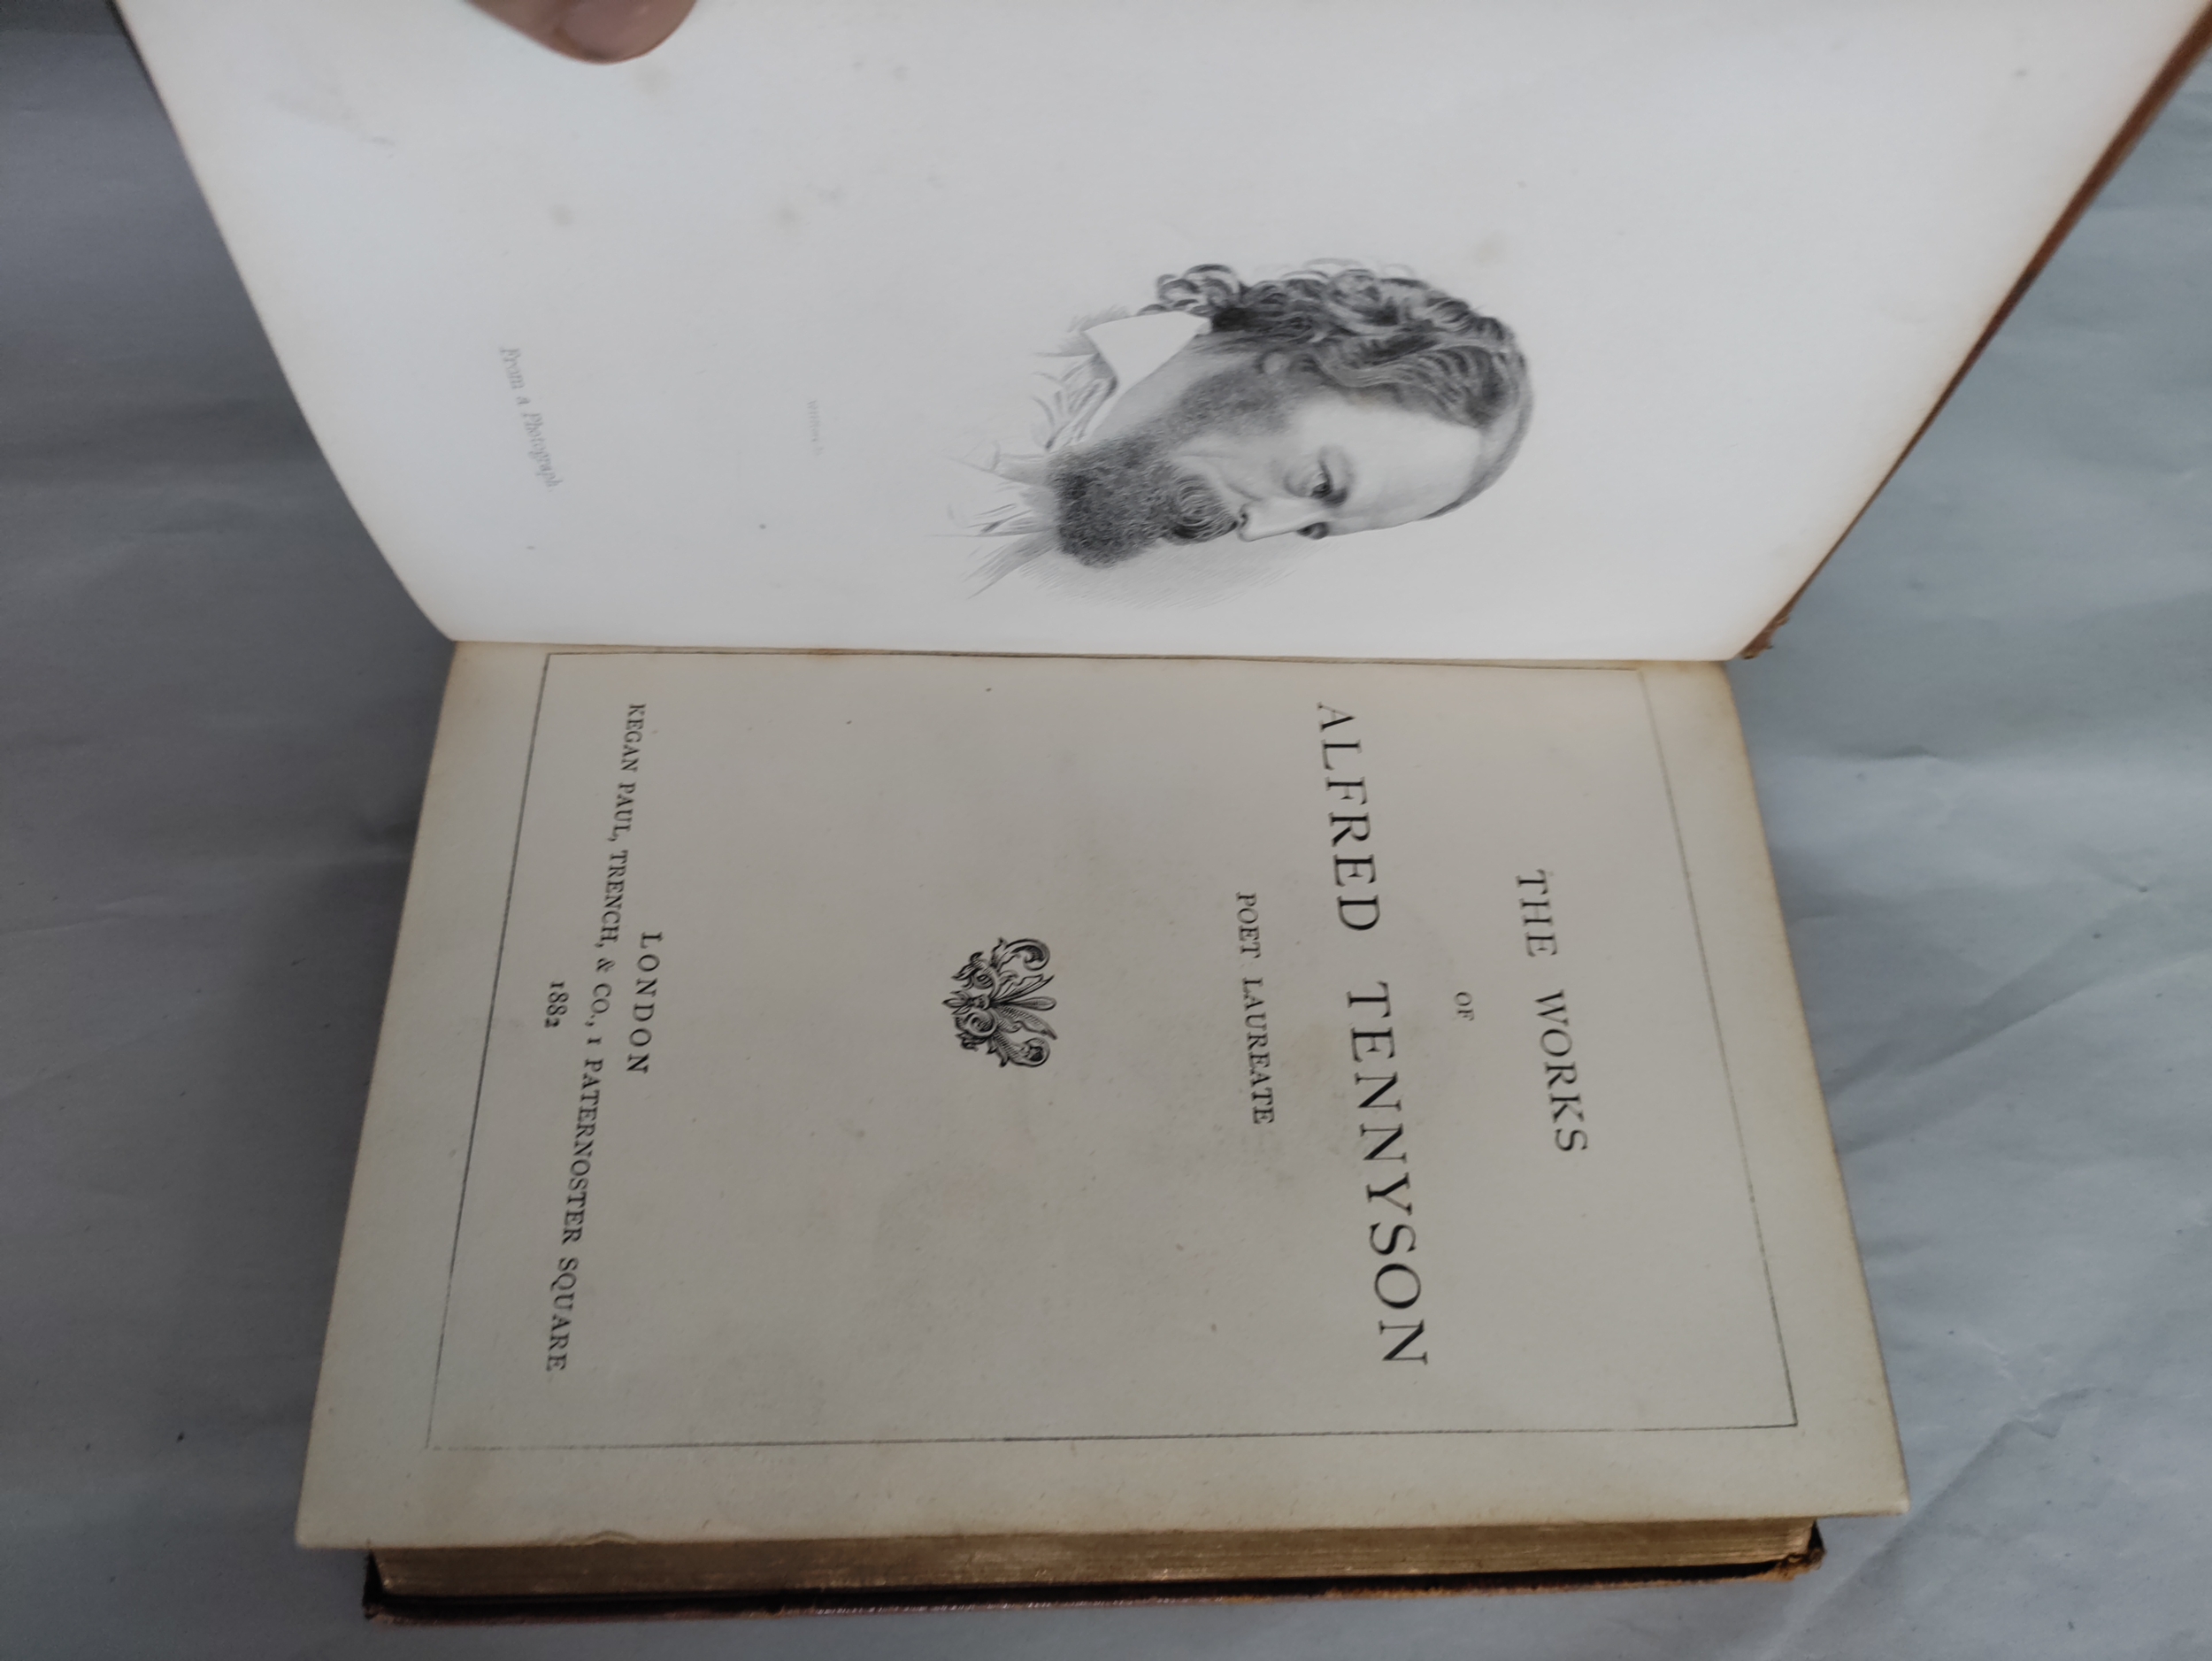 From a Photograph
THE WORKS
OF
ALFRED TENNYSON
POET LAUREATE
LONDON
KEGAN PAUL, TRENCH, & CO., 1 PATERNOSTER SQUARE
1882